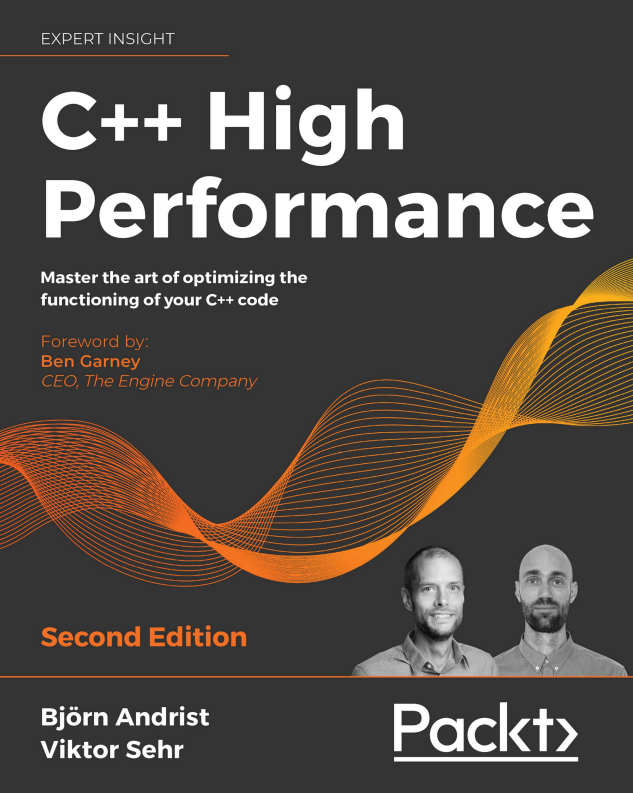 EXPERT INSIGHT
C++ High
Performance
Master the art of optimizing the
functioning of your C++ code
Foreword by:
Ben Garney
CEO, The Engine Company
Second Edition
Björn Andrist
Viktor Sehr
Packt>